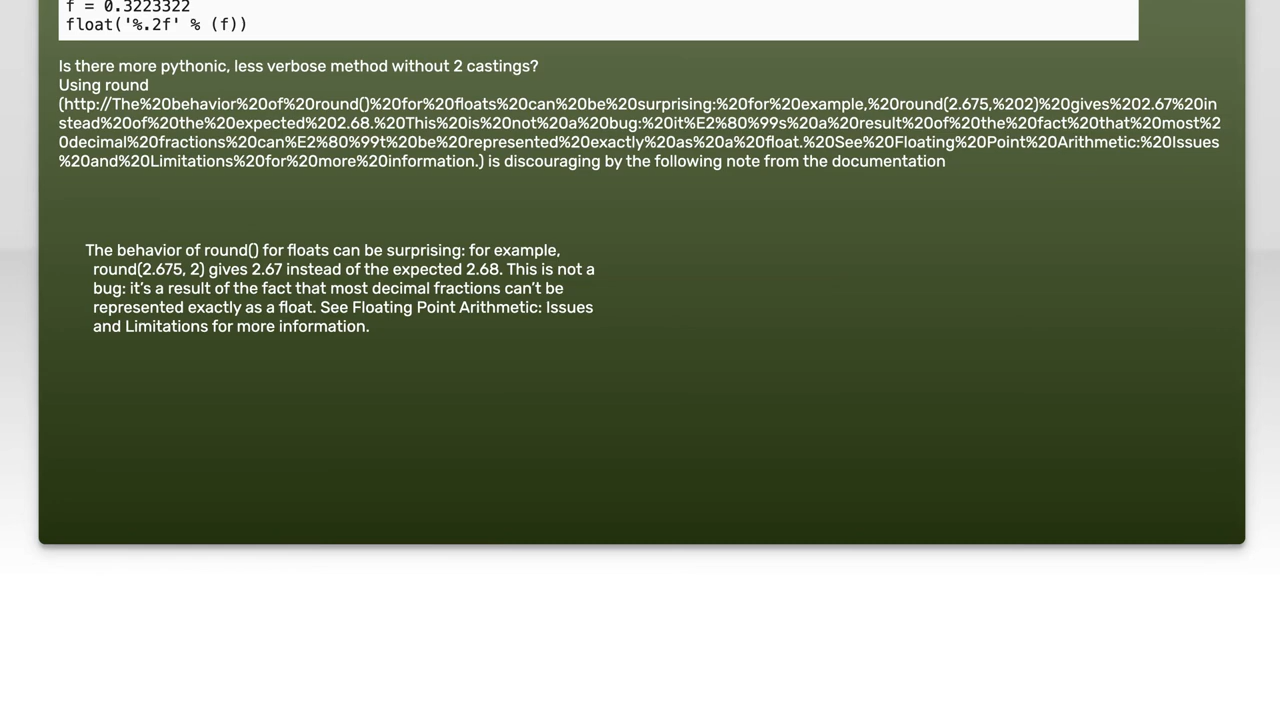 f = 0.3223322
float('%.2f' % (f))
Is there more pythonic, less verbose method without 2 castings?
Using round
(http://The%20behavior%20of%20round()%20for%20floats%20can%20be%20surprising:%20for%20example,%20round(2.675,%202)%20gives%202.67%20in
stead%20of%20the%20expected%202.68.%20This%20is%20not%20a%20bug:%20it%E2%80%99s%20a%20result%20of%20the%20fact%20that%20most%2
0decimal%20fractions%20can%E2%80%99t%20be%20represented%20exactly%20as%20a%20float.%20See%20Floating%20Point%20Arithmetic:%20Issues
%20and%20Limitations%20for%20more%20information.) is discouraging by the following note from the documentation
The behavior of round() for floats can be surprising: for example,
round(2.675, 2) gives 2.67 instead of the expected 2.68. This is not a
bug: it’s a result of the fact that most decimal fractions can’t be
represented exactly as a float. See Floating Point Arithmetic: Issues
and Limitations for more information.